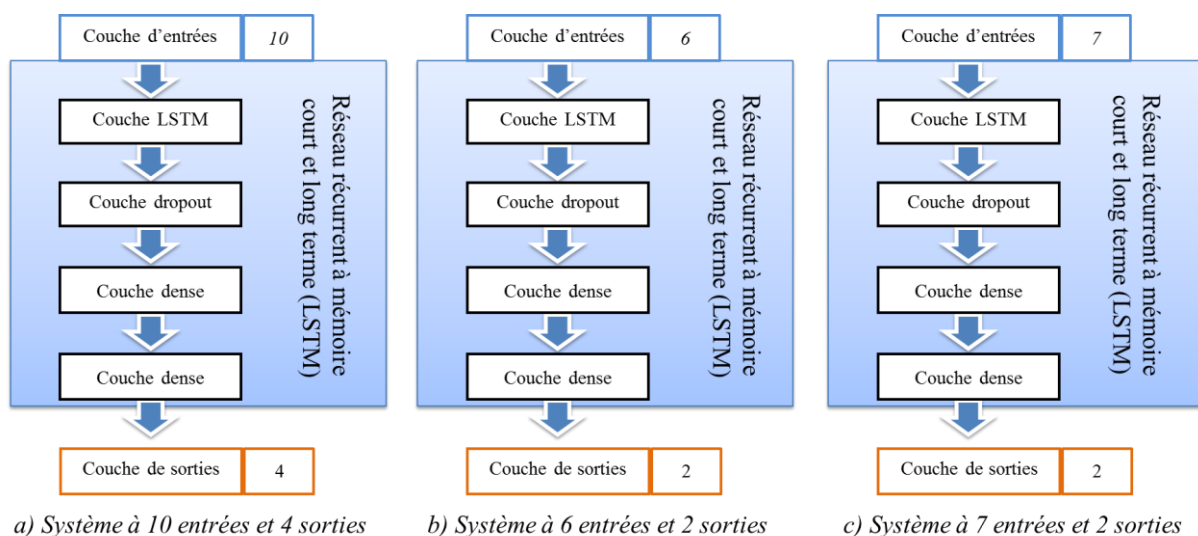 Couche d'entrées 10
Couche LSTM
Couche dropout
Couche dense
Couche dense
Réseau récurrent à mémoire
court et long terme (LSTM)
Couche de sorties 4
a) Système à 10 entrées et 4 sorties
Couche d'entrées 6
Couche LSTM
Couche dropout
Couche dense
Couche dense
Réseau récurrent à mémoire
court et long terme (LSTM)
Couche de sorties 2
b) Système à 6 entrées et 2 sorties
Couche d'entrées 7
Couche LSTM
Couche dropout
Couche dense
Couche dense
Réseau récurrent à mémoire
court et long terme (LSTM)
Couche de sorties 2
c) Système à 7 entrées et 2 sorties